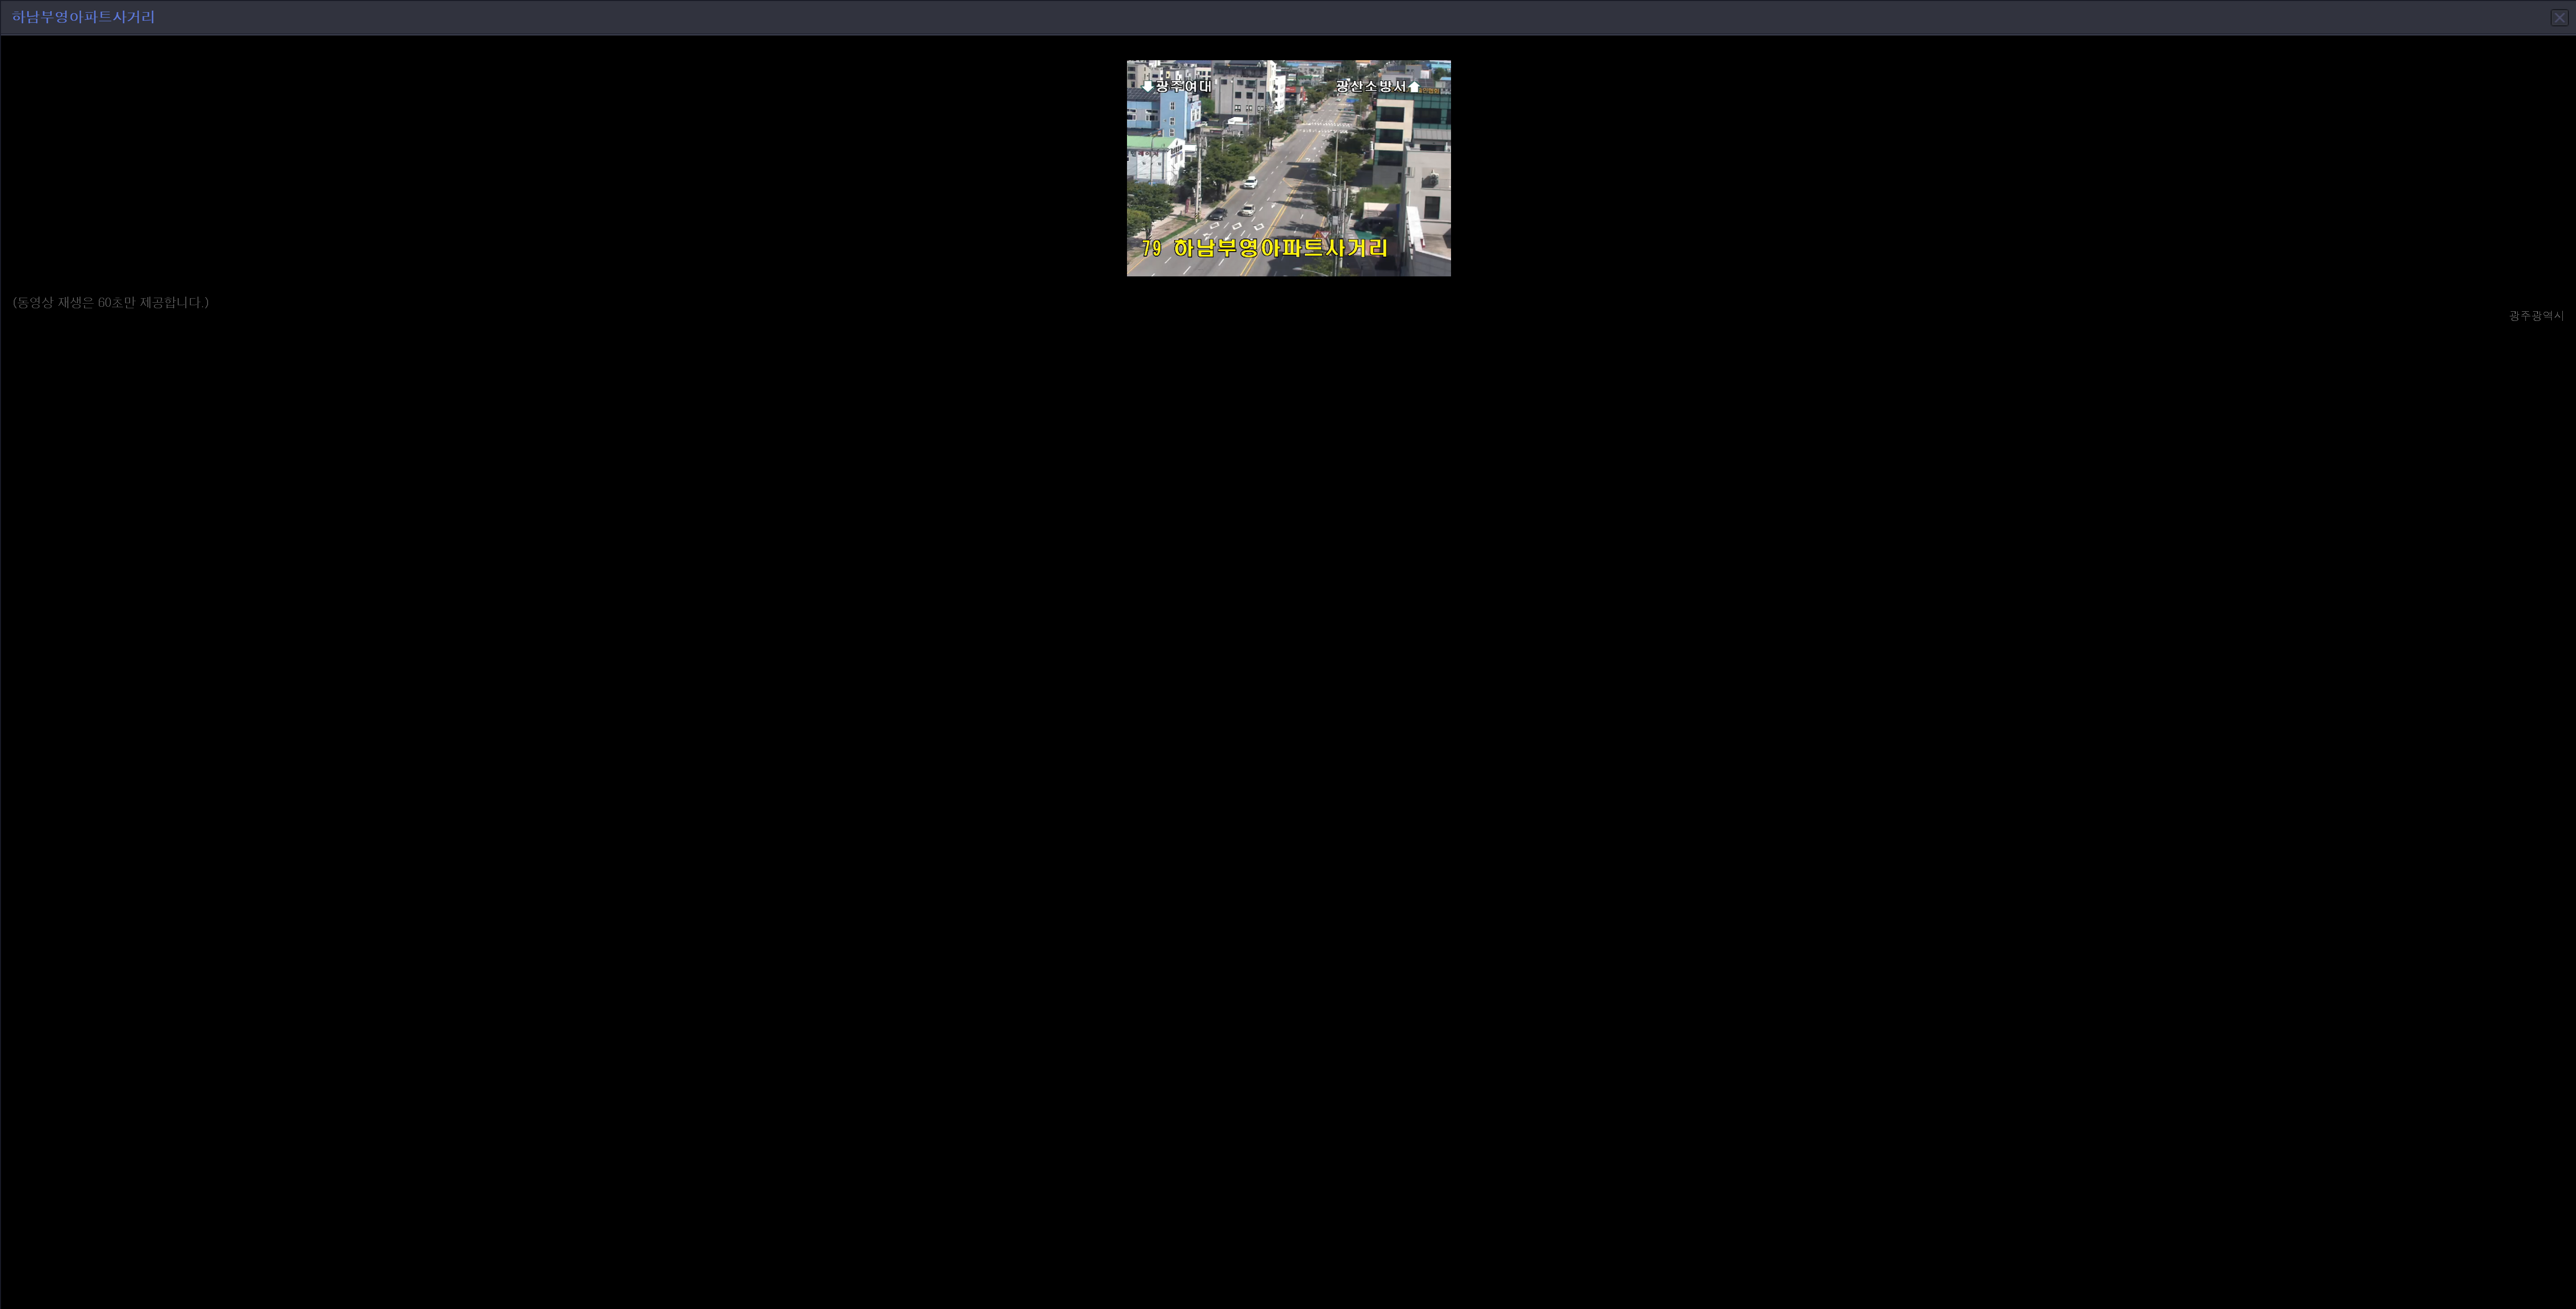 하남부영아파트사거리
⬇광주여대
광산소방서⬆
79 하남부영아파트사거리
(동영상 재생은 60초만 제공합니다.)
광주광역시